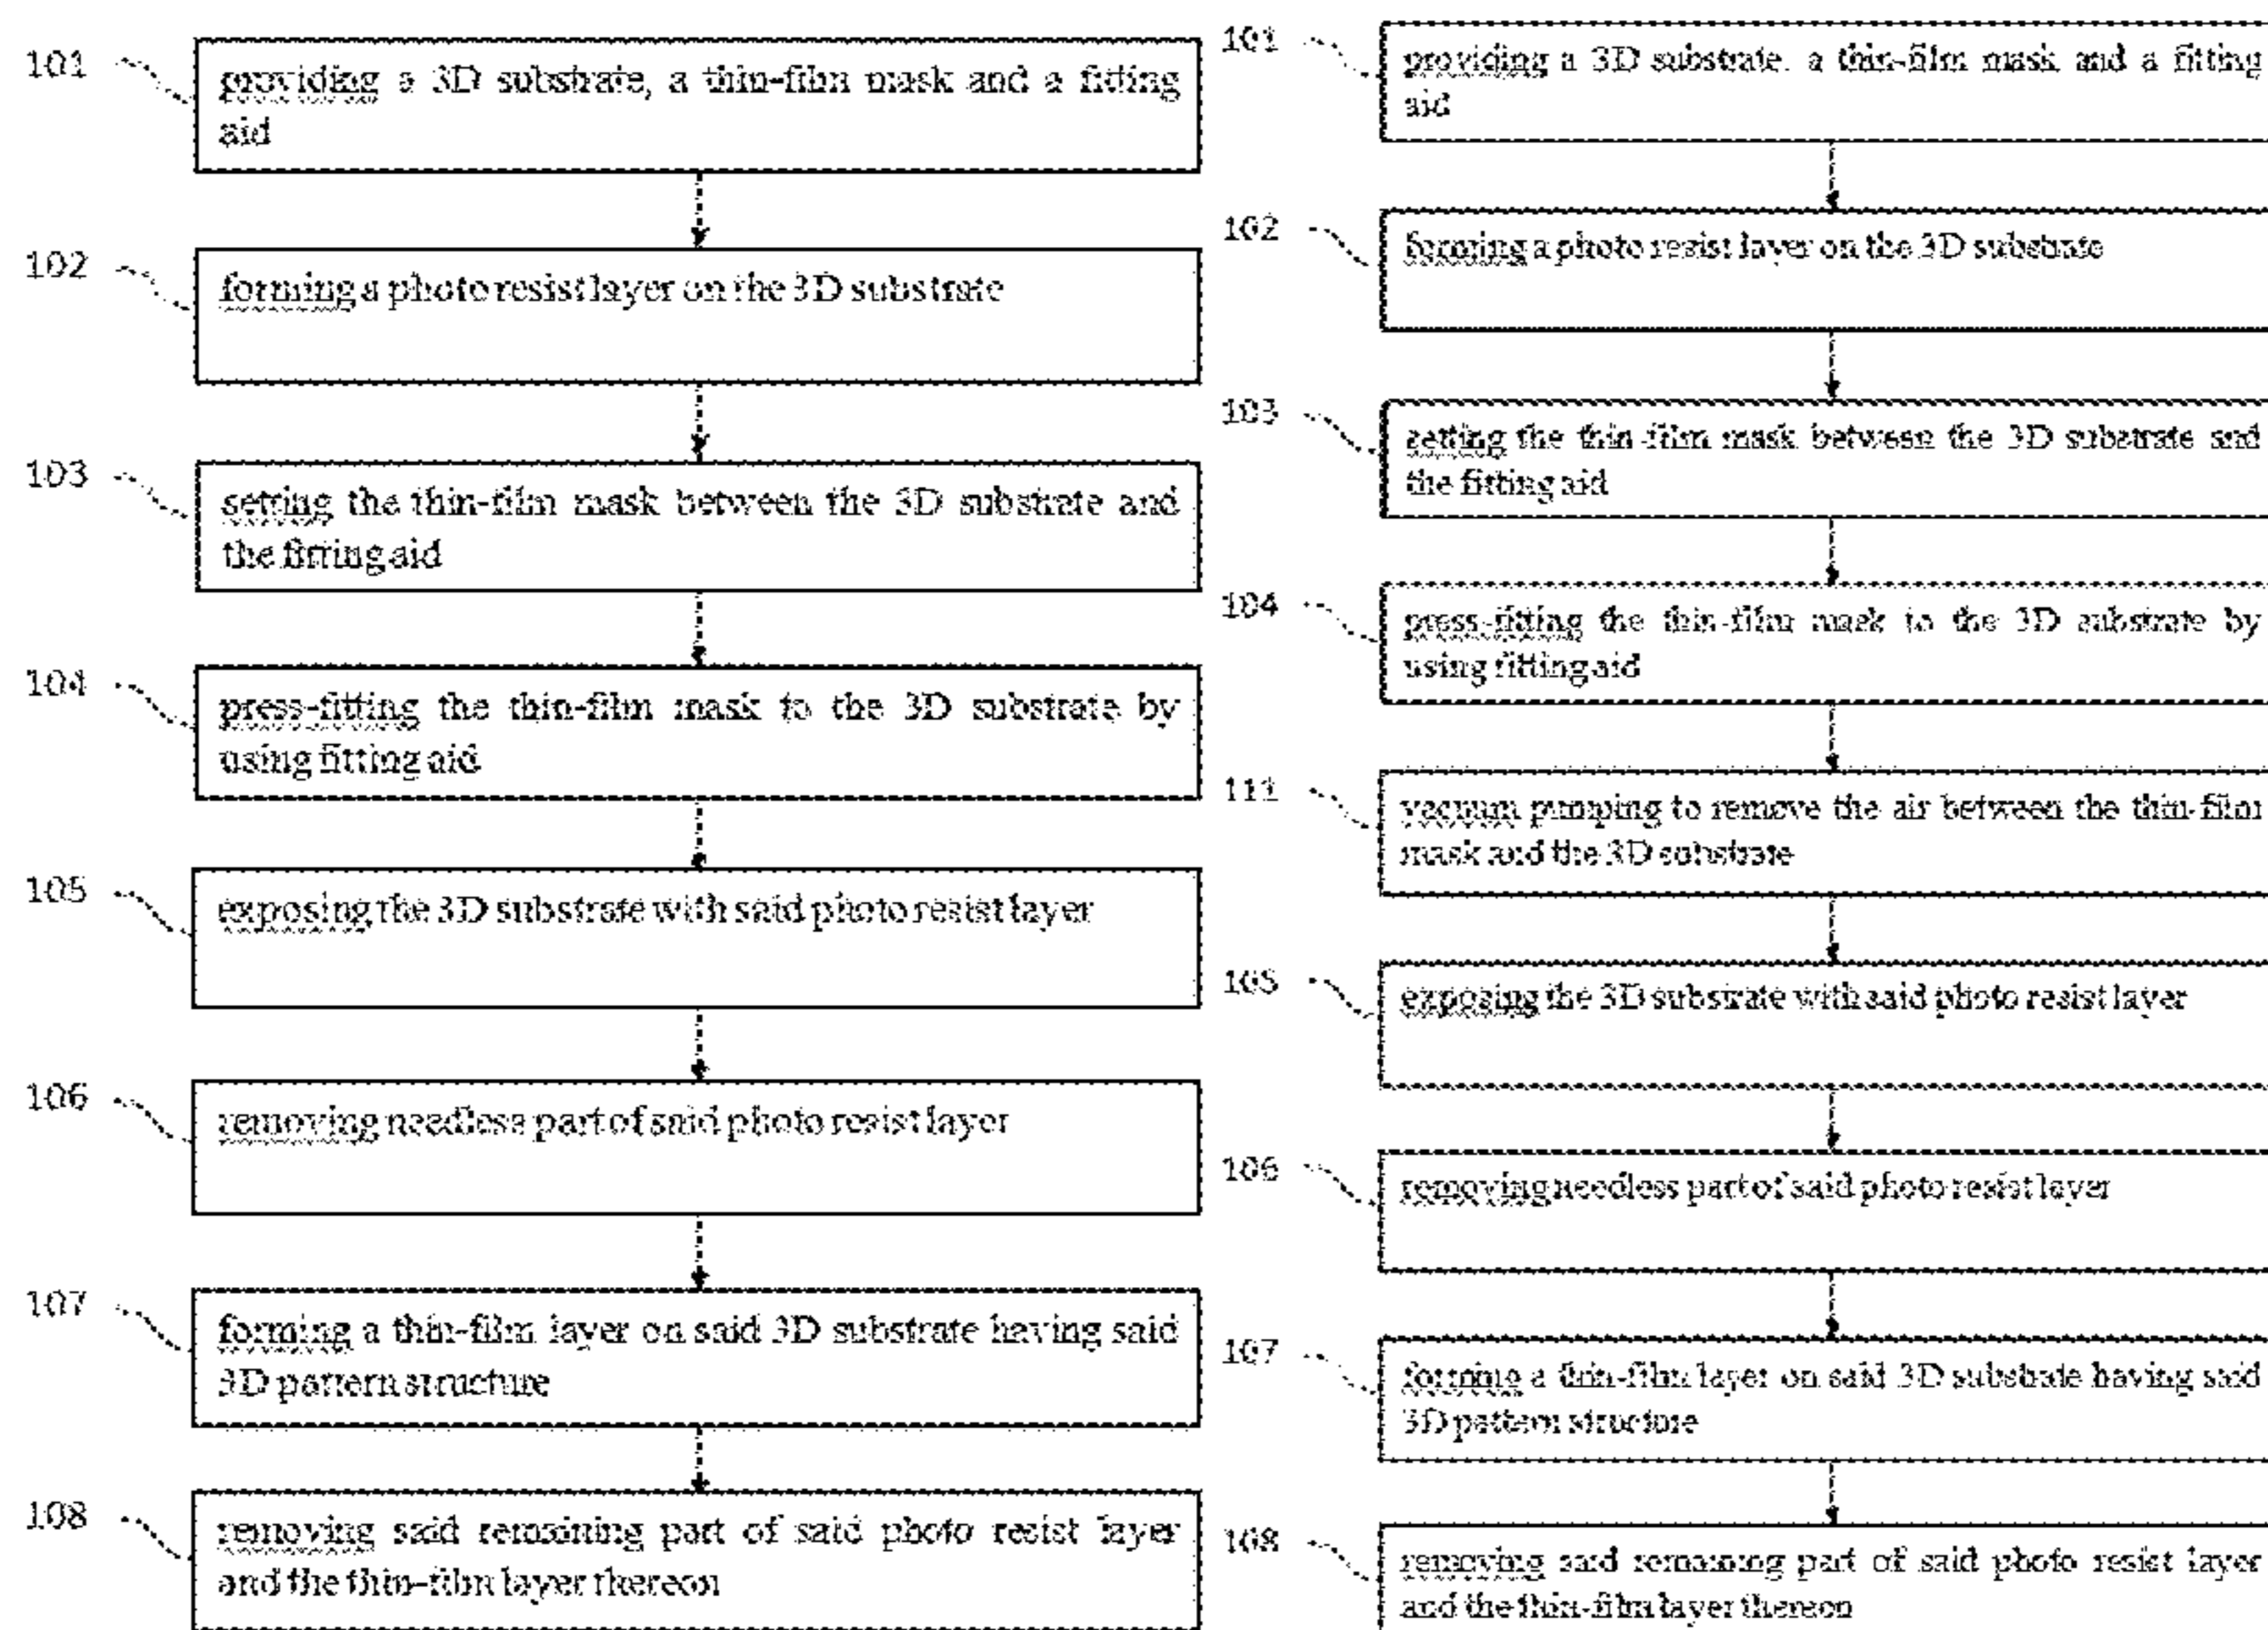 101
providing a 3D substrate, a thin-film mask and a fitting
aid
102
forming a photo resist layer on the 3D substrate
103
setting the thin-film mask between the 3D substrate and
the fitting aid
104
press-fitting the thin-film mask to the 3D substrate by
using fitting aid
105
exposing the 3D substrate with said photo resist layer
106
removing needless part of said photo resist layer
107
forming a thin-film layer on said 3D substrate having said
3D pattern structure
108
removing said remaining part of said photo resist layer
and the thin-film layer thereon
101
providing a 3D substrate, a thin-film mask and a fitting
aid
102
forming a photo resist layer on the 3D substrate
103
setting the thin-film mask between the 3D substrate and
the fitting aid
104
press-fitting the thin-film mask to the 3D substrate by
using fitting aid
111
vacuum pumping to remove the air between the thin-film
mask and the 3D substrate
105
exposing the 3D substrate with said photo resist layer
106
removing needless part of said photo resist layer
107
forming a thin-film layer on said 3D substrate having said
3D pattern structure
108
removing said remaining part of said photo resist layer
and the thin-film layer thereon